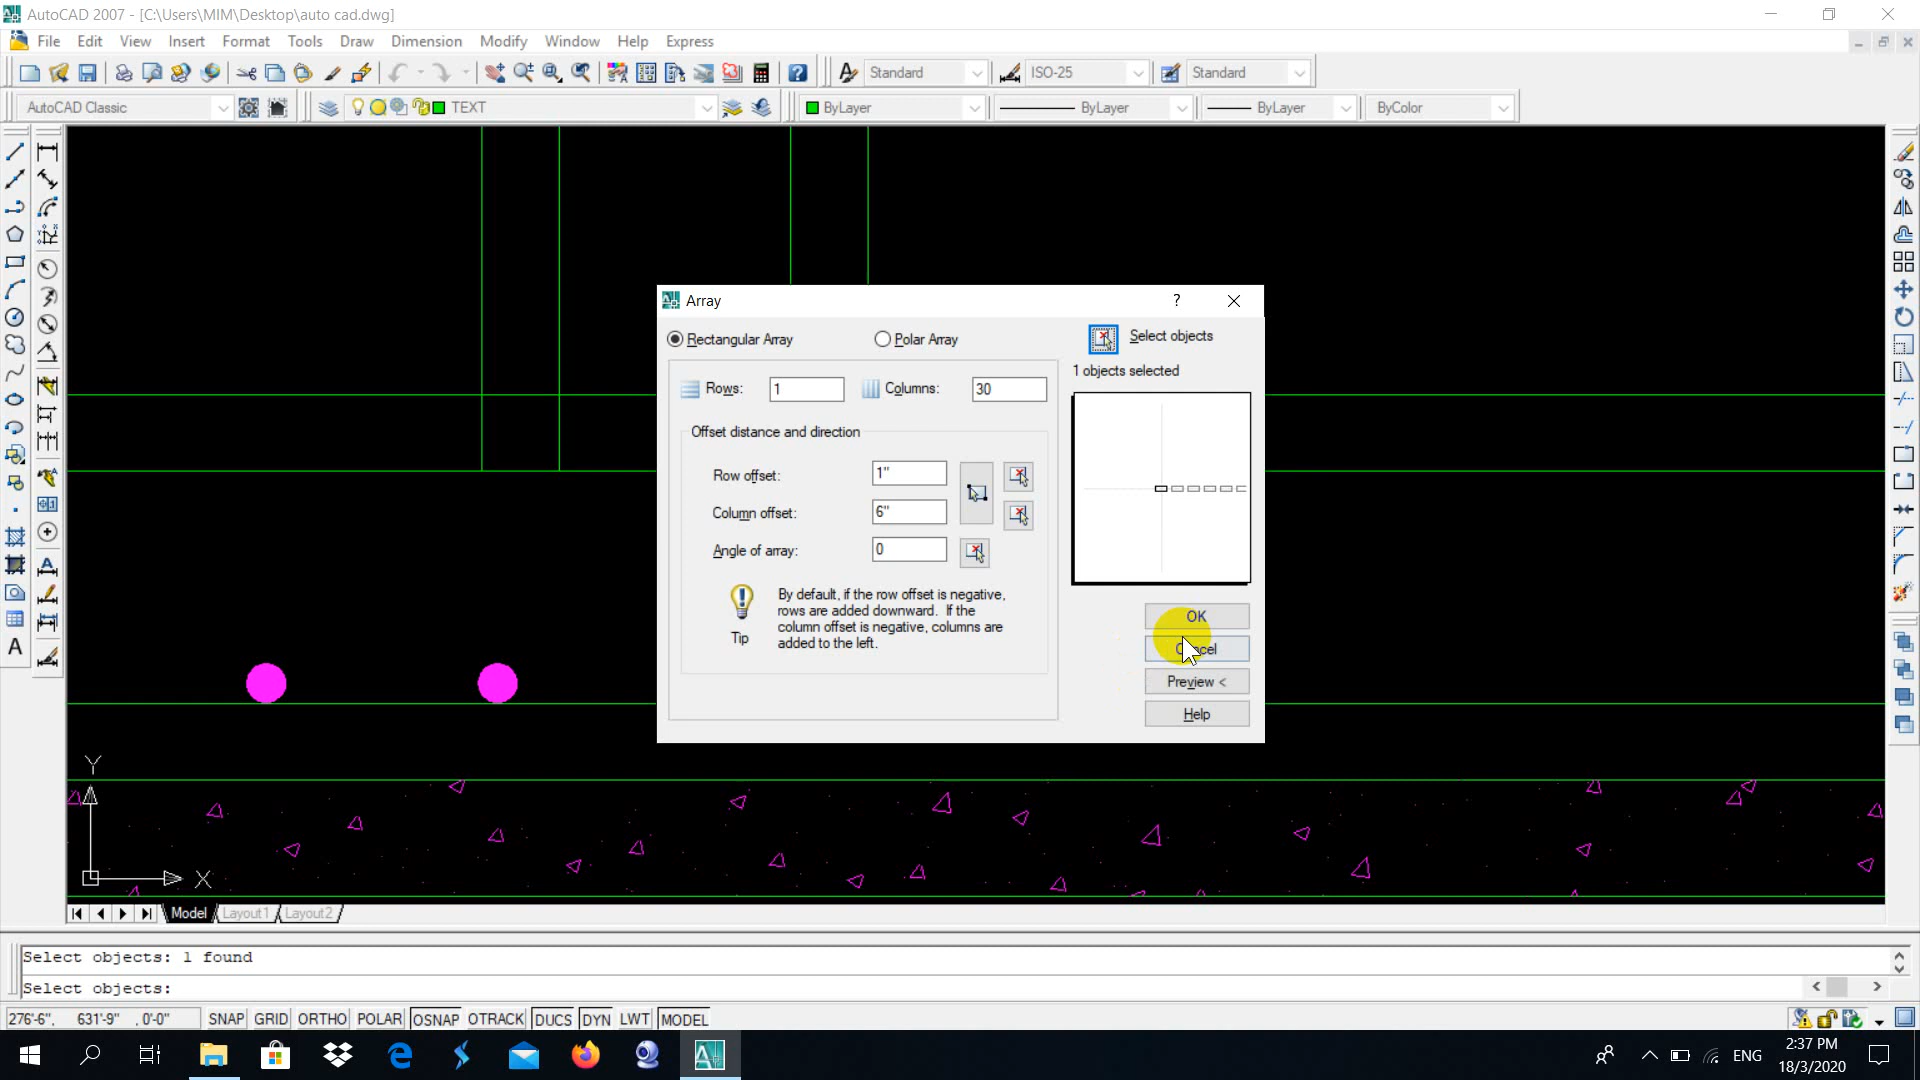 AutoCAD 2007 - [C:\Users\MIM\Desktop\auto cad.dwg]
File Edit View Insert Format Tools Draw Dimension Modify Window Help Express
Standard ISO-25 Standard
AutoCAD Classic TEXT ByLayer ByLayer ByLayer ByColor
Array
Rectangular Array Polar Array Select objects
1 objects selected
Rows: 1 Columns: 30
Offset distance and direction
Row offset: 1"
Column offset: 6"
Angle of array: 0
By default, if the row offset is negative,
rows are added downward. If the
column offset is negative, columns are
added to the left.
Tip
OK
Preview <
Help
A
Y
X
Model Layout1 Layout2
Select objects: 1 found
Select objects:
276'-6", 631'-9" , 0'-0" SNAP GRID ORTHO POLAR OSNAP OTRACK DUCS DYN LWT MODEL
ENG
2:37 PM
18/3/2020